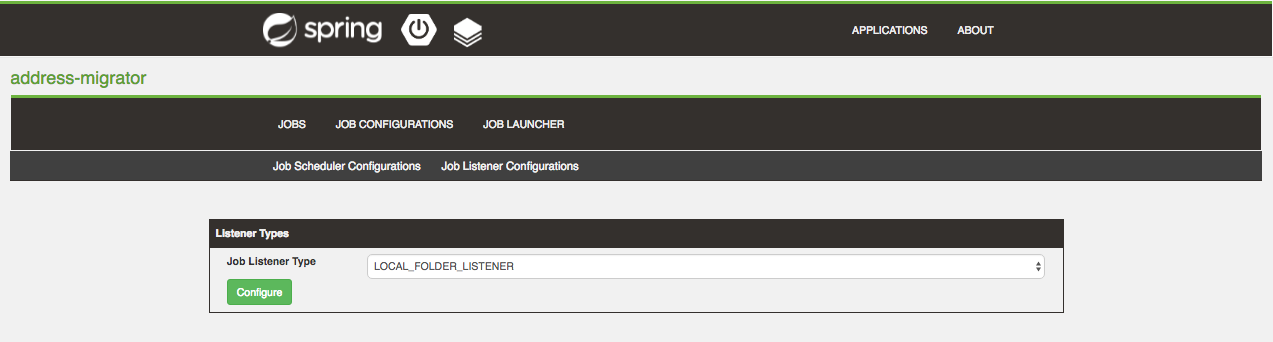 spring
APPLICATIONS ABOUT
address-migrator
JOBS JOB CONFIGURATIONS JOB LAUNCHER
Job Scheduler Configurations Job Listener Configurations
Listener Types
Job Listener Type LOCAL_FOLDER_LISTENER
Configure